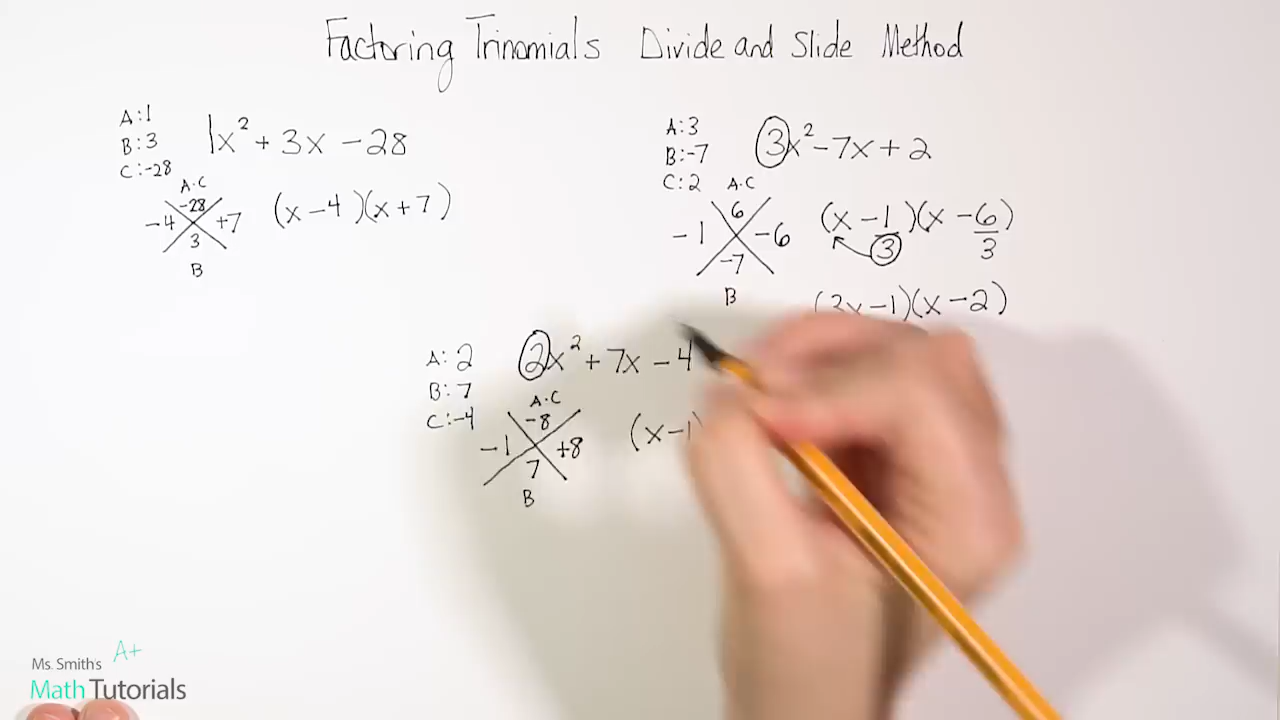 Factoring Trinomials Divide and Slide Method
A:1
B:3
C:-28
1x² + 3x - 28
A·C
-28
-4 +7
3
B
(x - 4)(x + 7)
A:3
B:-7
C:2
3x² - 7x + 2
A·C
6
-1 -6
-7
B
(x - 1/3)(x - 6/3)
(3x - 1)(x - 2)
A: 2
B: 7
C:-4
2x² + 7x - 4
A·C
-8
-1 +8
7
B
(x - 1)
A+
Ms. Smith's
Math Tutorials